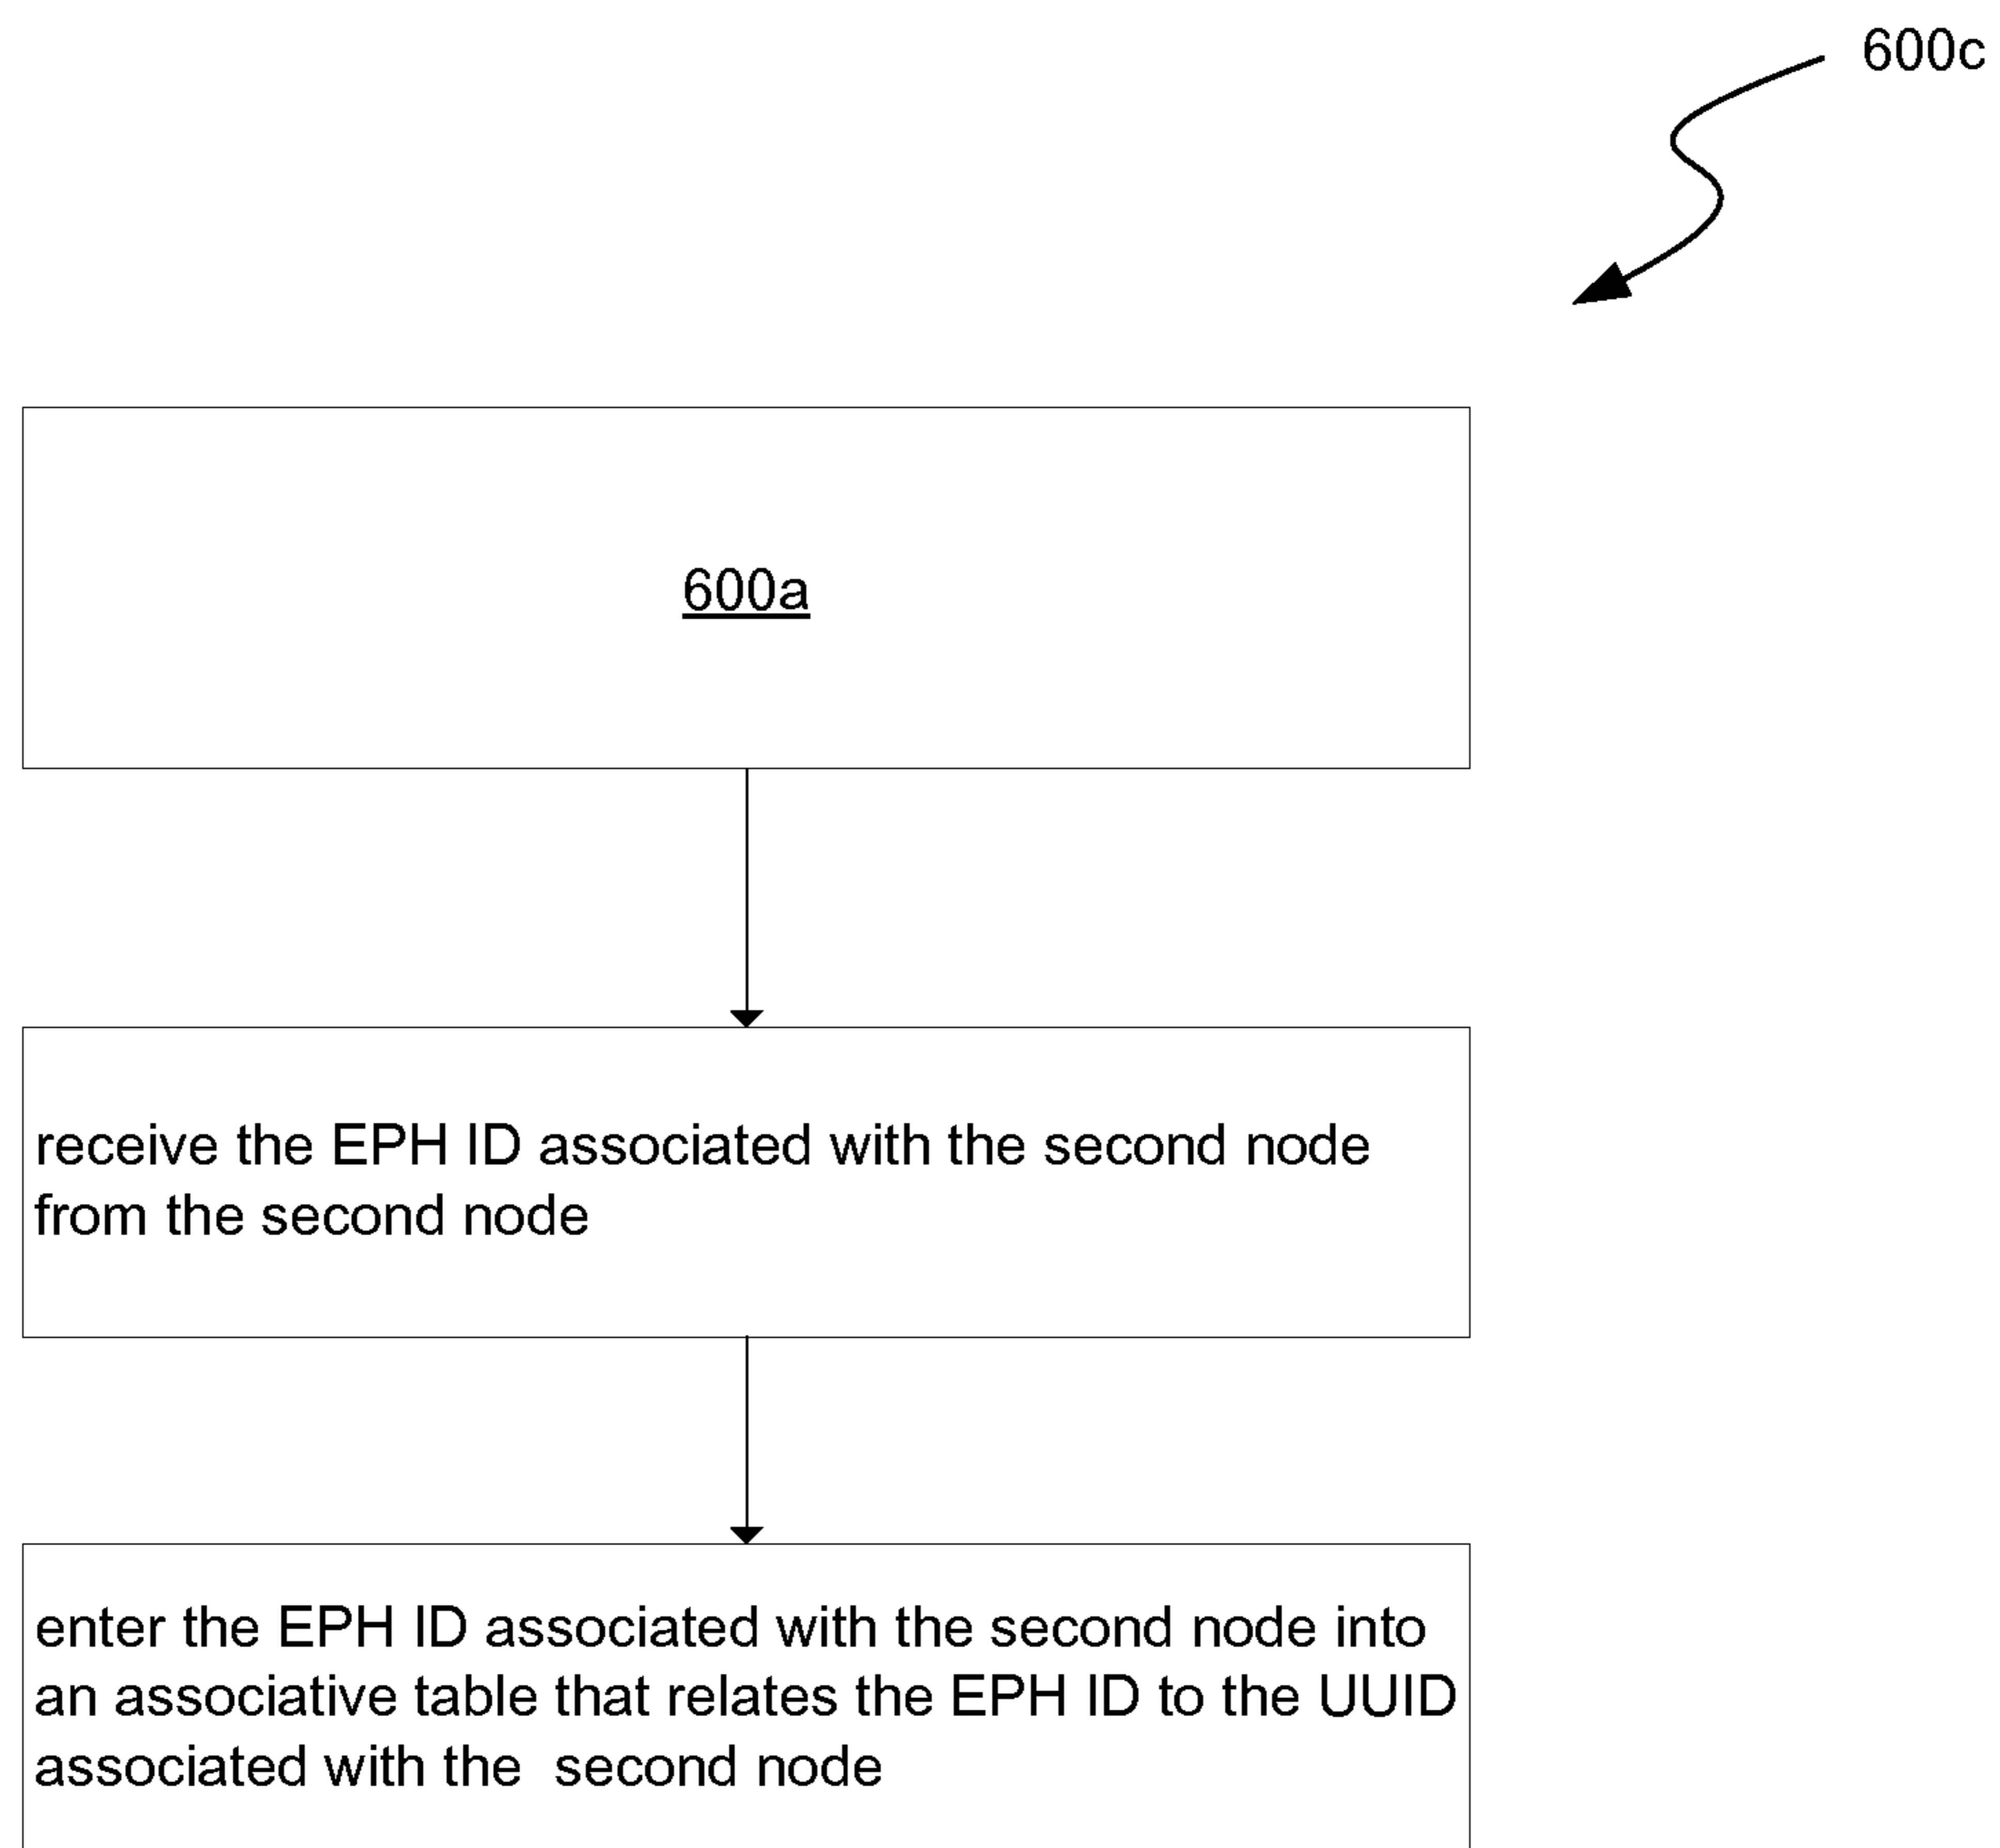 600c
600a
receive the EPH ID associated with the second node
from the second node
enter the EPH ID associated with the second node into
an associative table that relates the EPH ID to the UUID
associated with the  second node